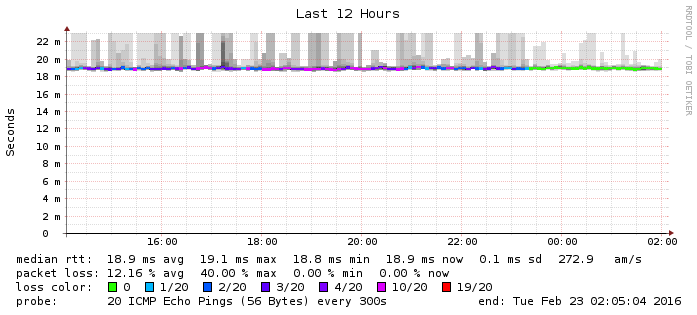 Last 12 Hours
RRDTOOL / TOBI OETIKER
Seconds
22 m
20 m
18 m
16 m
14 m
12 m
10 m
8 m
6 m
4 m
2 m
0
16:00 18:00 20:00 22:00 00:00 02:00
median rtt: 18.9 ms avg 19.1 ms max 18.8 ms min 18.9 ms now 0.1 ms sd 272.9 am/s
packet loss: 12.16 % avg 40.00 % max 0.00 % min 0.00 % now
loss color: 0 1/20 2/20 3/20 4/20 10/20 19/20
probe: 20 ICMP Echo Pings (56 Bytes) every 300s end: Tue Feb 23 02:05:04 2016